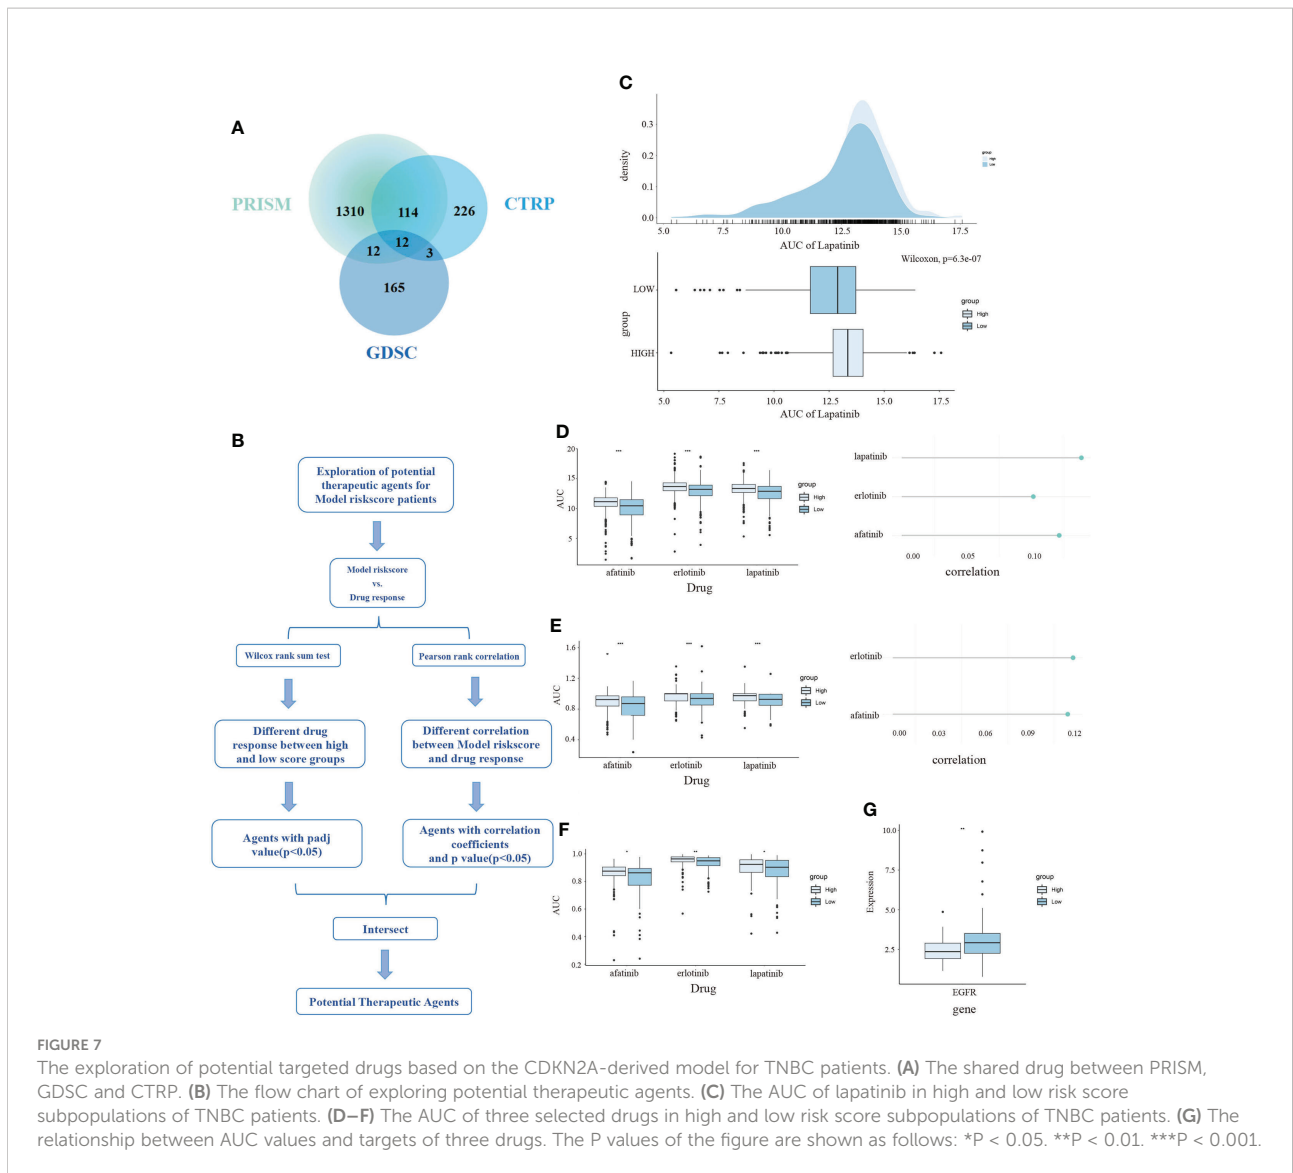 A
PRISM
CTRP
GDSC
1310
114
226
12
12
3
165
C
density
0.3
0.2
0.1
0.0
5.0
7.5
10.0
12.5
15.0
17.5
AUC of Lapatinib
group
High
Low
Wilcoxon, p=6.3e-07
group
LOW
HIGH
5.0
7.5
10.0
12.5
15.0
17.5
AUC of Lapatinib
group
High
Low
B
Exploration of potential
therapeutic agents for
Model riskscore patients
Model riskscore
vs.
Drug response
Wilcox rank sum test
Pearson rank correlation
Different drug
response between high
and low score groups
Different correlation
between Model riskscore
and drug response
Agents with padj
value(p<0.05)
Agents with correlation
coefficients
and p value(p<0.05)
Intersect
Potential Therapeutic Agents
D
AUC
20
15
10
5
***
***
***
afatinib
erlotinib
lapatinib
Drug
group
High
Low
lapatinib
erlotinib
afatinib
0.00
0.05
0.10
correlation
E
AUC
1.6
1.2
0.8
0.4
***
***
***
afatinib
erlotinib
lapatinib
Drug
group
High
Low
erlotinib
afatinib
0.00
0.03
0.06
0.09
0.12
correlation
F
AUC
1.0
0.8
0.6
0.4
0.2
*
**
*
afatinib
erlotinib
lapatinib
Drug
group
High
Low
G
Expression
10.0
7.5
5.0
2.5
**
EGFR
gene
group
High
Low
FIGURE 7
The exploration of potential targeted drugs based on the CDKN2A-derived model for TNBC patients. (A) The shared drug between PRISM,
GDSC and CTRP. (B) The flow chart of exploring potential therapeutic agents. (C) The AUC of lapatinib in high and low risk score
subpopulations of TNBC patients. (D–F) The AUC of three selected drugs in high and low risk score subpopulations of TNBC patients. (G) The
relationship between AUC values and targets of three drugs. The P values of the figure are shown as follows: *P < 0.05. **P < 0.01. ***P < 0.001.